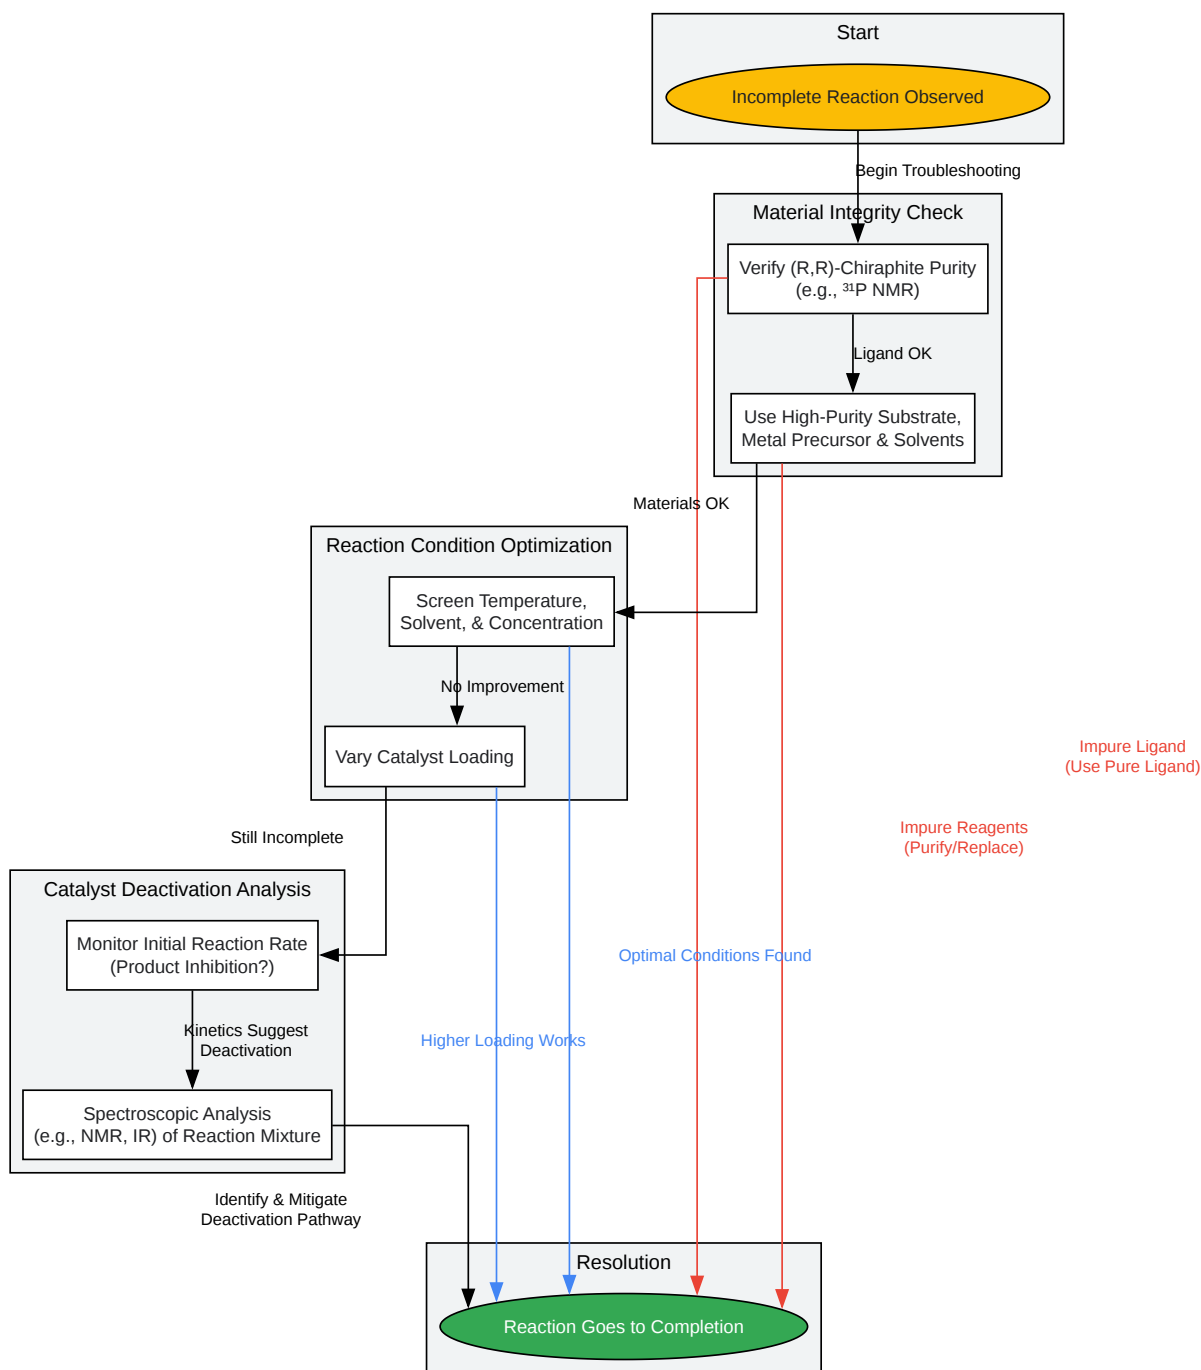 Start
Incomplete Reaction Observed
Begin Troubleshooting
Material Integrity Check
Verify (R,R)-Chiraphite Purity
(e.g., ³¹P NMR)
Ligand OK
Use High-Purity Substrate,
Metal Precursor & Solvents
Materials OK
Reaction Condition Optimization
Screen Temperature,
Solvent, & Concentration
No Improvement
Vary Catalyst Loading
Impure Ligand
(Use Pure Ligand)
Impure Reagents
(Purify/Replace)
Still Incomplete
Catalyst Deactivation Analysis
Monitor Initial Reaction Rate
(Product Inhibition?)
Optimal Conditions Found
Kinetics Suggest
Deactivation
Higher Loading Works
Spectroscopic Analysis
(e.g., NMR, IR) of Reaction Mixture
Identify & Mitigate
Deactivation Pathway
Resolution
Reaction Goes to Completion